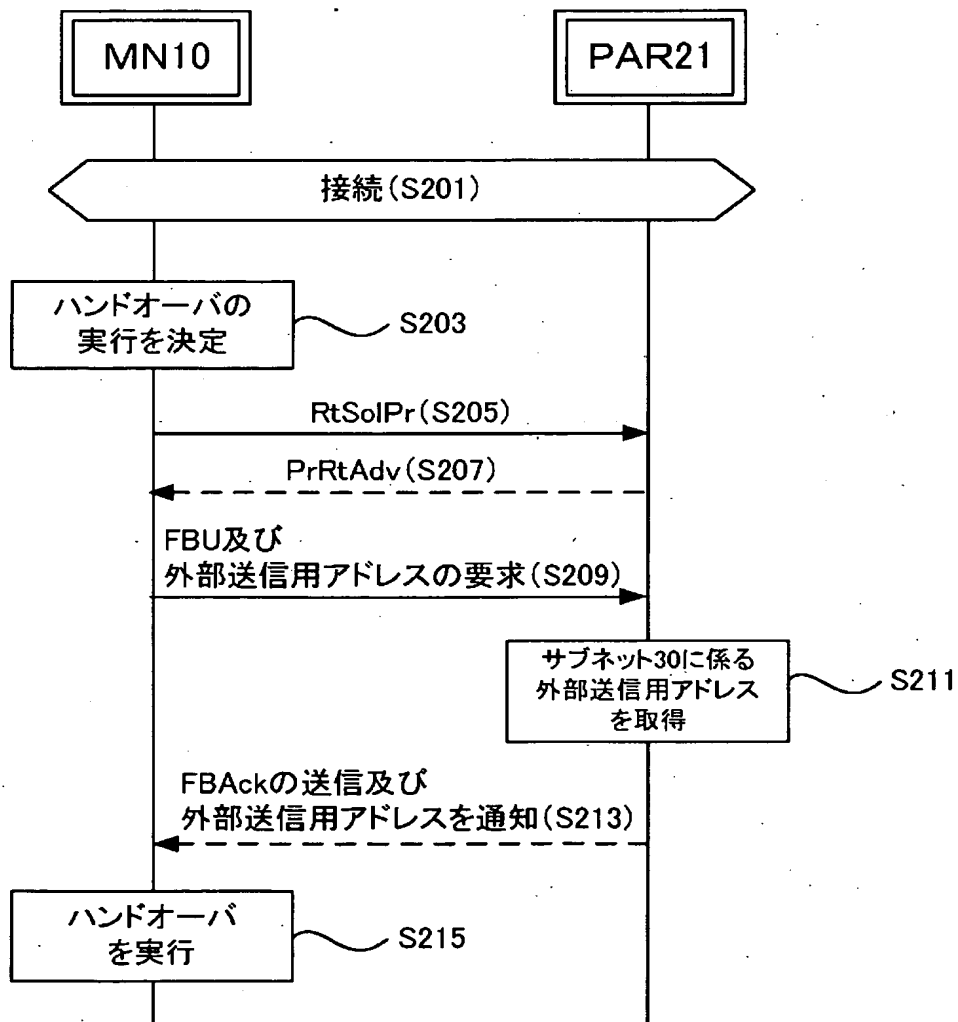 MN10
PAR21
接続(S201)
ハンドオーバの
実行を決定
S203
RtSolPr(S205)
PrRtAdv(S207)
FBU及び
外部送信用アドレスの要求(S209)
サブネット30に係る
外部送信用アドレス
を取得
S211
FBAckの送信及び
外部送信用アドレスを通知(S213)
ハンドオーバ
を実行
S215